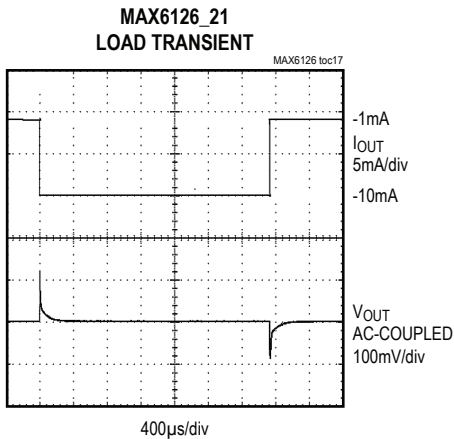 MAX6126_21
LOAD TRANSIENT
MAX6126 toc17
-1mA
IOUT
5mA/div
-10mA
VOUT
AC-COUPLED
100mV/div
400µs/div